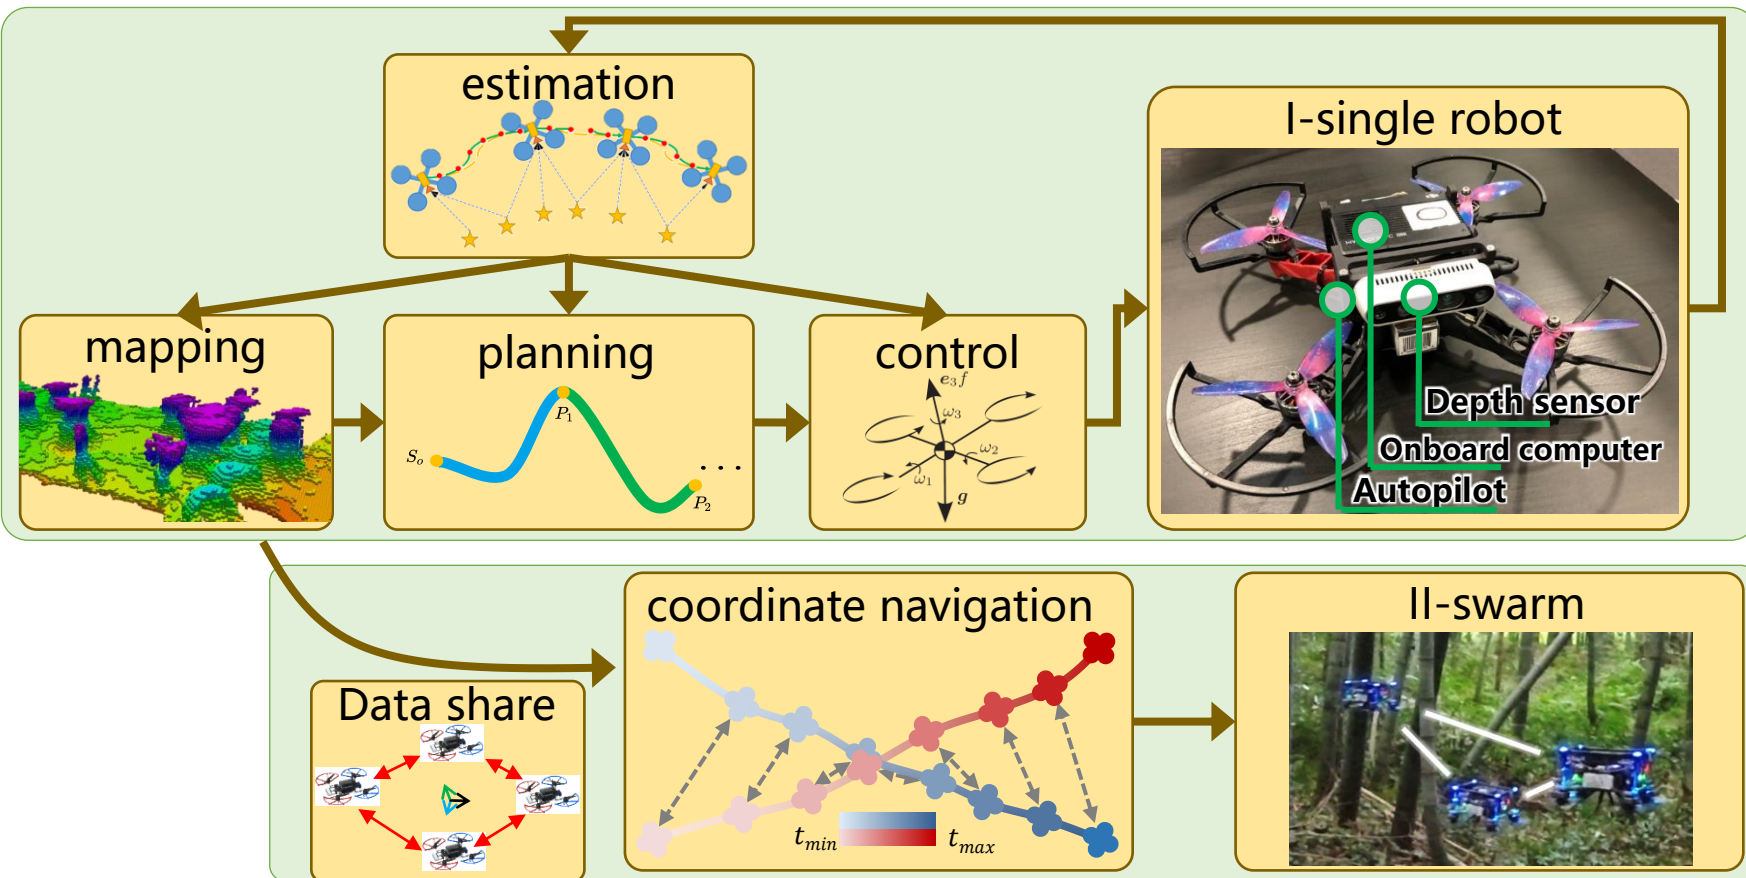 estimation
I-single robot
mapping
planning
control
S_o
P_1
P_2
...
e_3 f
ω_3
ω_2
ω_1
g
Depth sensor
Onboard computer
Autopilot
coordinate navigation
II-swarm
Data share
t_min
t_max